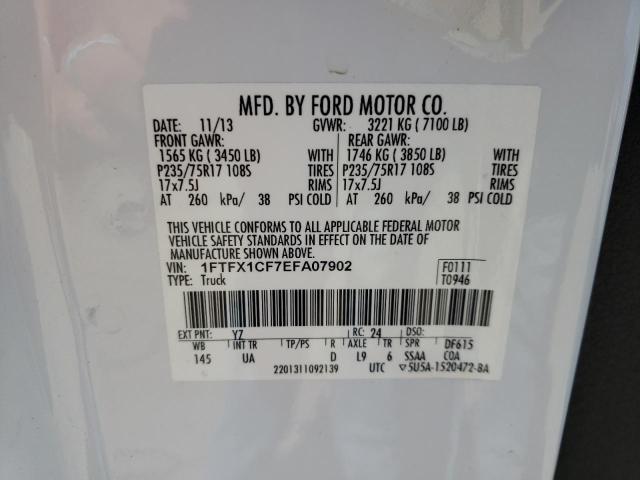 MFD. BY FORD MOTOR CO.
DATE: 11/13 GVWR: 3221 KG ( 7100 LB)
FRONT GAWR: REAR GAWR:
1565 KG ( 3450 LB) WITH 1746 KG ( 3850 LB) WITH
P235/75R17 108S TIRES P235/75R17 108S TIRES
17x7.5J RIMS 17x7.5J RIMS
AT 260 kPa/ 38 PSI COLD AT 260 kPa/ 38 PSI COLD
THIS VEHICLE CONFORMS TO ALL APPLICABLE FEDERAL MOTOR
VEHICLE SAFETY STANDARDS IN EFFECT ON THE DATE OF
MANUFACTURE SHOWN ABOVE.
VIN: 1FTFX1CF7EFA07902 F0111
TYPE: Truck T0946
EXT PNT: YZ RC: 24 DSO:
WB INT TR TP/PS R AXLE TR SPR DF615
145 UA D L9 6 SSAA COA
2201311092139 UTC ▽5U5A-1520472-BA